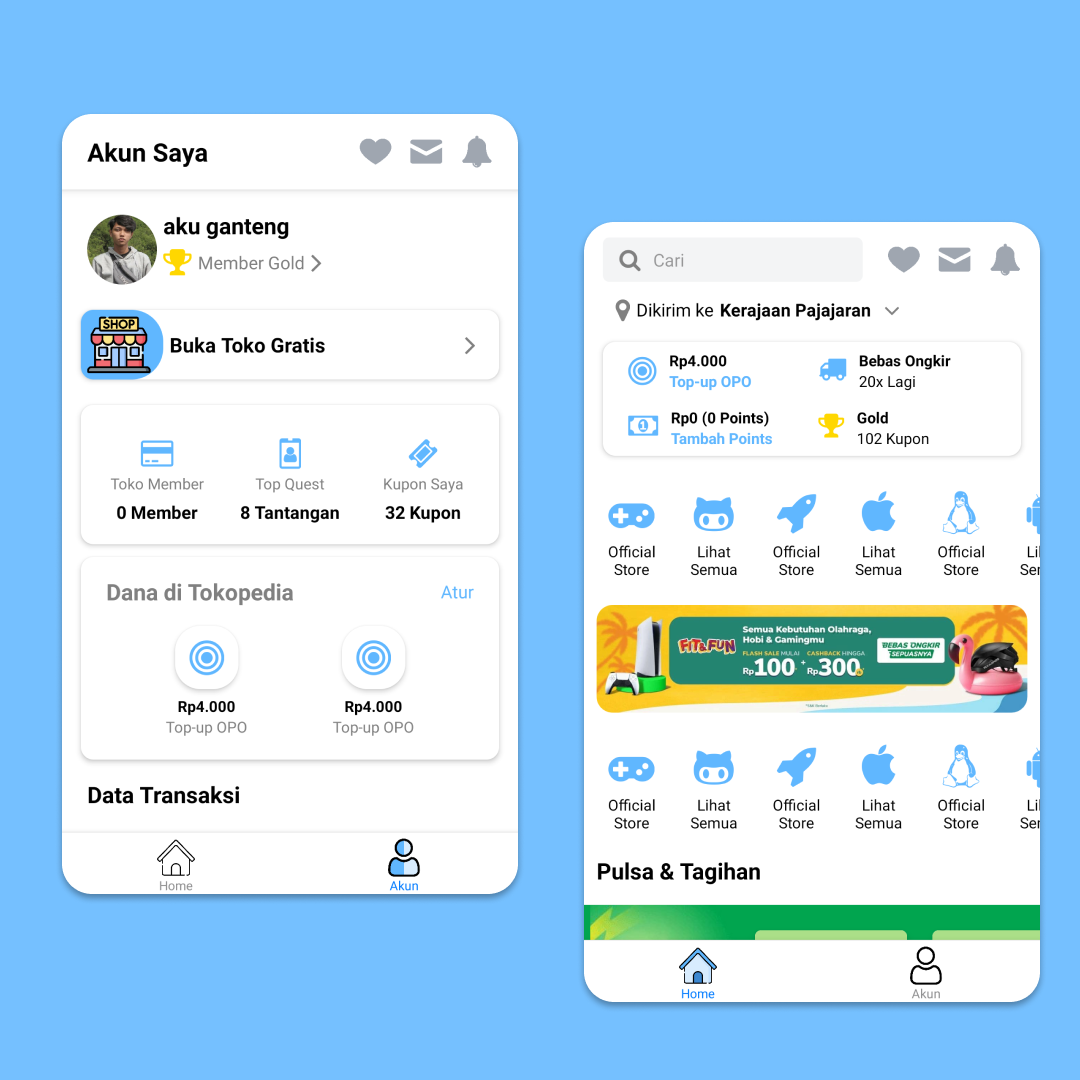 Akun Saya
aku ganteng
Member Gold
SHOP
Buka Toko Gratis
Toko Member
0 Member
Top Quest
8 Tantangan
Kupon Saya
32 Kupon
Dana di Tokopedia
Atur
Rp4.000
Top-up OPO
Rp4.000
Top-up OPO
Data Transaksi
Home
Akun
Cari
Dikirim ke Kerajaan Pajajaran
Rp4.000
Top-up OPO
Bebas Ongkir
20x Lagi
1
Rp0 (0 Points)
Tambah Points
Gold
102 Kupon
Official
Store
Lihat
Semua
Official
Store
Lihat
Semua
Official
Store
Li
Ser
FIT&FUN
Semua Kebutuhan Olahraga,
Hobi & Gamingmu
FLASH SALE MULAI
Rp100
+
CASHBACK HINGGA
Rp300
BEBAS ONGKIR
SEPUASNYA
Official
Store
Lihat
Semua
Official
Store
Lihat
Semua
Official
Store
Li
Ser
Pulsa & Tagihan
Home
Akun